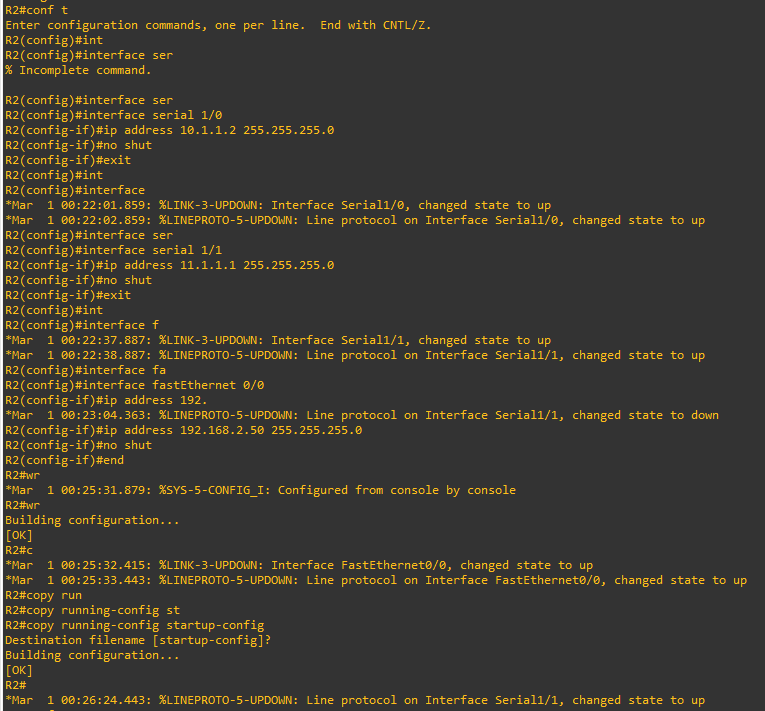 R2#conf t
Enter configuration commands, one per line.  End with CNTL/Z.
R2(config)#int
R2(config)#interface ser
% Incomplete command.

R2(config)#interface ser
R2(config)#interface serial 1/0
R2(config-if)#ip address 10.1.1.2 255.255.255.0
R2(config-if)#no shut
R2(config-if)#exit
R2(config)#int
R2(config)#interface
*Mar  1 00:22:01.859: %LINK-3-UPDOWN: Interface Serial1/0, changed state to up
*Mar  1 00:22:02.859: %LINEPROTO-5-UPDOWN: Line protocol on Interface Serial1/0, changed state to up
R2(config)#interface ser
R2(config)#interface serial 1/1
R2(config-if)#ip address 11.1.1.1 255.255.255.0
R2(config-if)#no shut
R2(config-if)#exit
R2(config)#int
R2(config)#interface f
*Mar  1 00:22:37.887: %LINK-3-UPDOWN: Interface Serial1/1, changed state to up
*Mar  1 00:22:38.887: %LINEPROTO-5-UPDOWN: Line protocol on Interface Serial1/1, changed state to up
R2(config)#interface fa
R2(config)#interface fastEthernet 0/0
R2(config-if)#ip address 192.
*Mar  1 00:23:04.363: %LINEPROTO-5-UPDOWN: Line protocol on Interface Serial1/1, changed state to down
R2(config-if)#ip address 192.168.2.50 255.255.255.0
R2(config-if)#no shut
R2(config-if)#end
R2#wr
*Mar  1 00:25:31.879: %SYS-5-CONFIG_I: Configured from console by console
R2#wr
Building configuration...
[OK]
R2#c
*Mar  1 00:25:32.415: %LINK-3-UPDOWN: Interface FastEthernet0/0, changed state to up
*Mar  1 00:25:33.443: %LINEPROTO-5-UPDOWN: Line protocol on Interface FastEthernet0/0, changed state to up
R2#copy run
R2#copy running-config st
R2#copy running-config startup-config
Destination filename [startup-config]?
Building configuration...
[OK]
R2#
*Mar  1 00:26:24.443: %LINEPROTO-5-UPDOWN: Line protocol on Interface Serial1/1, changed state to up